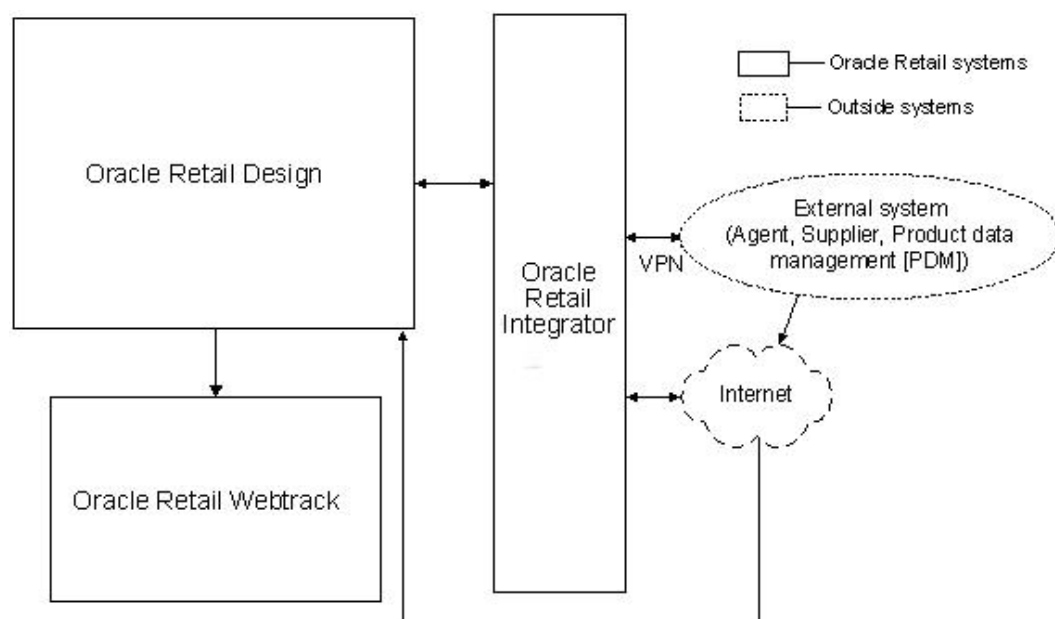 Oracle Retail systems
Outside systems
Oracle Retail Design
External system
(Agent, Supplier, Product data
management [PDM])
VPN
Oracle
Retail
Integrator
Internet
Oracle Retail Webtrack